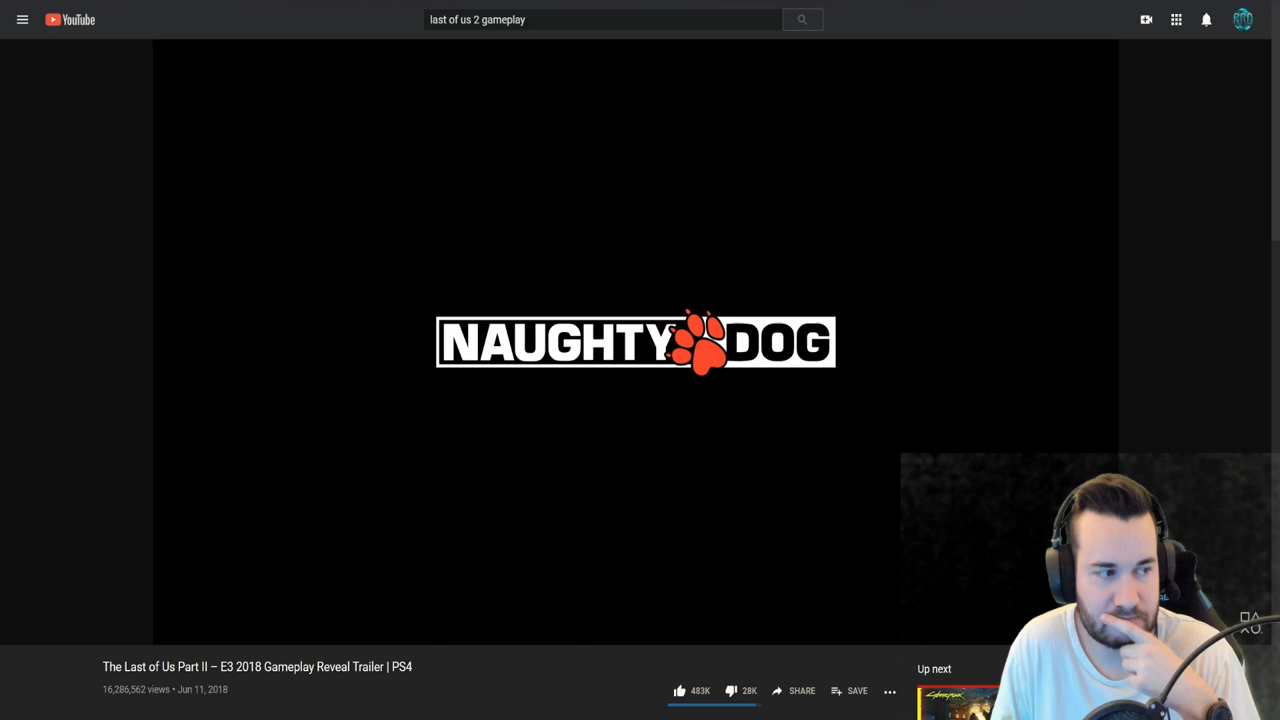 YouTube
last of us 2 gameplay
NAUGHTY DOG
The Last of Us Part II – E3 2018 Gameplay Reveal Trailer | PS4
16,286,562 views • Jun 11, 2018
483K
28K
SHARE
SAVE
Up next